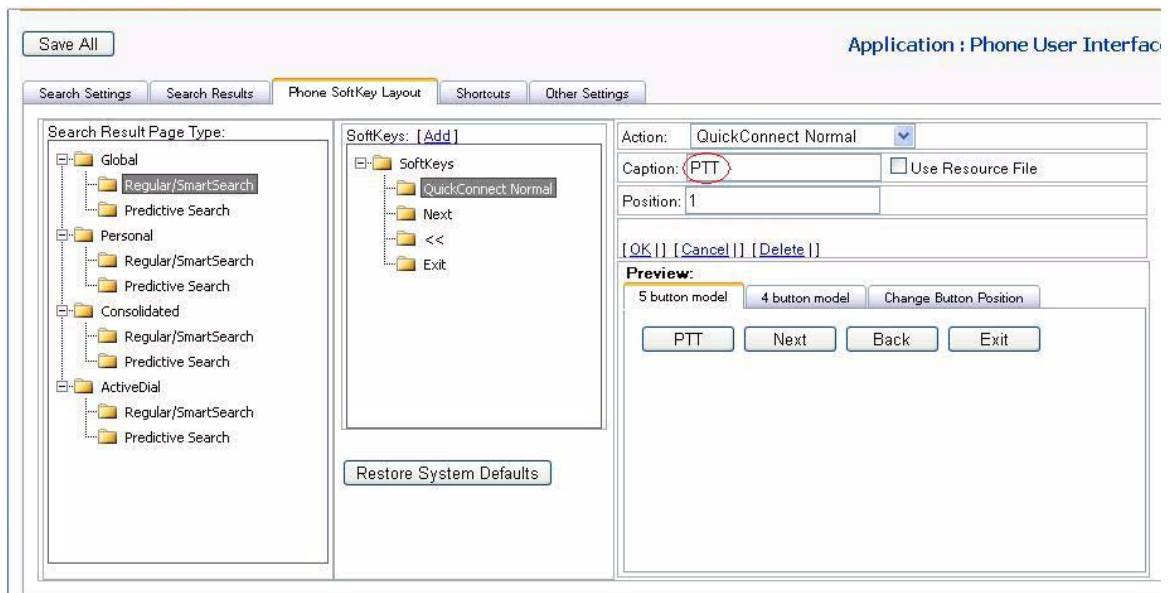 Save All
Application : Phone User Interfac
Search Settings
Search Results
Phone SoftKey Layout
Shortcuts
Other Settings
Search Result Page Type:
Global
Regular/SmartSearch
Predictive Search
Personal
Regular/SmartSearch
Predictive Search
Consolidated
Regular/SmartSearch
Predictive Search
ActiveDial
Regular/SmartSearch
Predictive Search
SoftKeys: [Add]
SoftKeys
QuickConnect Normal
Next
<<
Exit
Restore System Defaults
Action: QuickConnect Normal
Caption: PTT Use Resource File
Position: 1
[OK|] [Cancel|] [Delete|]
Preview:
5 button model
4 button model
Change Button Position
PTT Next Back Exit